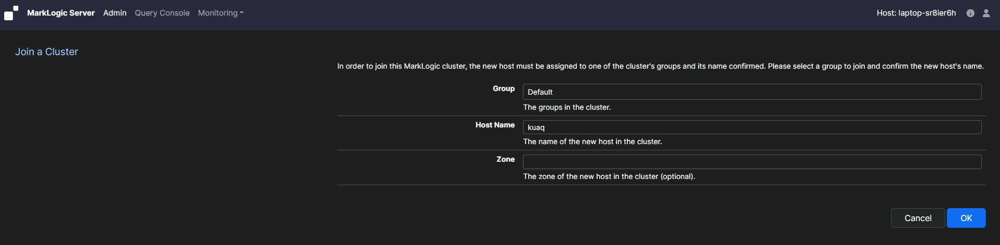 MarkLogic Server Admin Query Console Monitoring Host: laptop-sr8ier6h
Join a Cluster
In order to join this MarkLogic cluster, the new host must be assigned to one of the cluster's groups and its name confirmed. Please select a group to join and confirm the new host's name.
Group Default
The groups in the cluster.
Host Name kuaq
The name of the new host in the cluster.
Zone
The zone of the new host in the cluster (optional).
Cancel OK